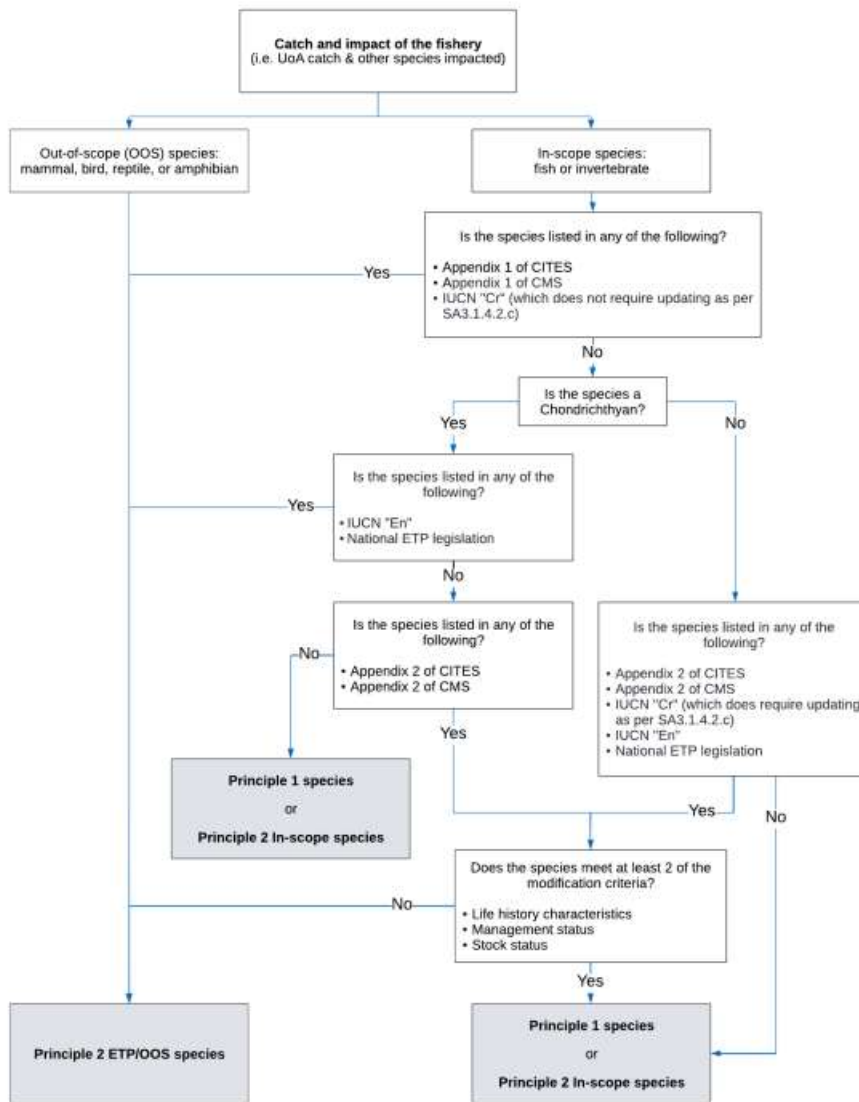 Catch and impact of the fishery
(i.e. UoA catch & other species impacted)
Out-of-scope (OOS) species:
mammal, bird, reptile, or amphibian
In-scope species:
fish or invertebrate
Is the species listed in any of the following?
• Appendix 1 of CITES
• Appendix 1 of CMS
• IUCN "Cr" (which does not require updating as per
SA3.1.4.2.c)
Yes
No
Is the species a
Chondrichthyan?
Yes
No
Is the species listed in any of the
following?
• IUCN "En"
• National ETP legislation
Yes
No
Is the species listed in any of the
following?
• Appendix 2 of CITES
• Appendix 2 of CMS
No
Yes
Is the species listed in any of the
following?
• Appendix 2 of CITES
• Appendix 2 of CMS
• IUCN "Cr" (which does require updating
as per SA3.1.4.2.c)
• IUCN "En"
• National ETP legislation
Yes
No
Principle 1 species
or
Principle 2 In-scope species
Does the species meet at least 2 of the
modification criteria?
• Life history characteristics
• Management status
• Stock status
No
Yes
Principle 2 ETP/OOS species
Principle 1 species
or
Principle 2 In-scope species